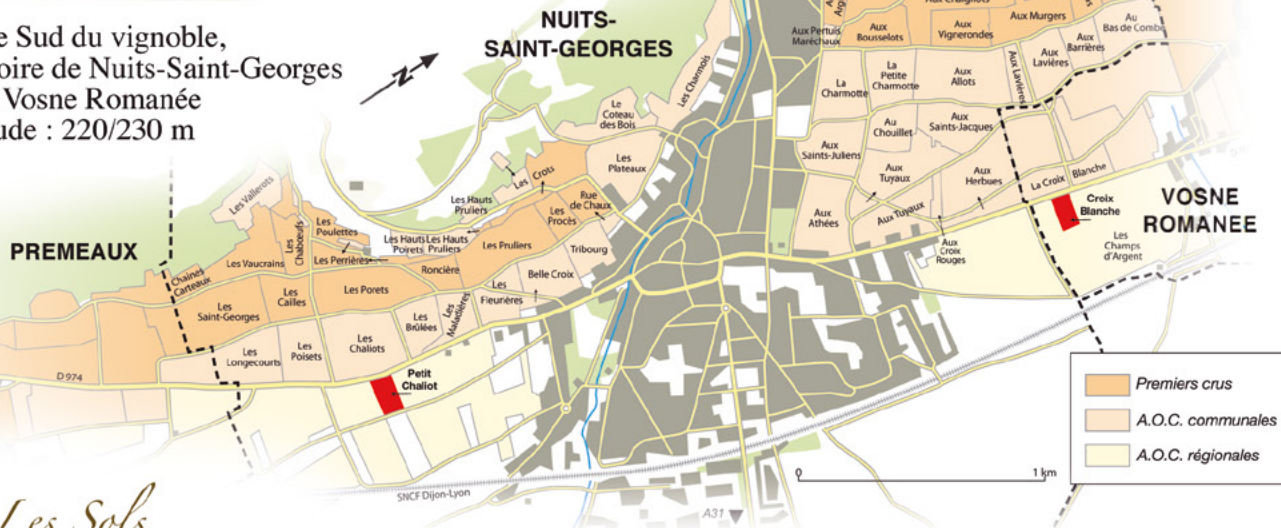 e Sud du vignoble,
oire de Nuits-Saint-Georges
Vosne Romanée
ude : 220/230 m
NUITS-
SAINT-GEORGES
N
PREMEAUX
VOSNE
ROMANEE
Les Charmois
Le
Coteau
des Bois
Les
Plateaux
Les Crots
Rue
de Chaux
Les Hauts
Pruliers
Les
Procès
Les Vallerots
Les
Poulettes
Les
Chabœufs
Les Hauts
Poirets
Les Hauts
Pruliers
Les Pruliers
Tribourg
Les Vaucrains
Les Perrières
Roncière
Belle Croix
Chaines
Carteaux
Les
Saint-Georges
Les
Cailles
Les Porets
Les
Fleurières
Les
Maladières
Les
Brûlées
Les
Longecourts
Les
Poisets
Les
Chaliots
D 974
Petit
Chaliot
Aux Pertuis
Maréchaux
Aux
Bousselots
Aux
Vignerondes
Aux Murgers
Au
Bas de Combe
Aux
Barrières
Aux
Lavières
Aux Lavières
La
Charmotte
La
Petite
Charmotte
Aux
Allots
Au
Chouillet
Aux
Saints-Jacques
Aux
Saints-Juliens
Aux
Tuyaux
Aux
Herbues
La Croix Blanche
Aux
Athées
Aux Tuyaux
Aux
Croix
Rouges
Croix
Blanche
Les
Champs
d'Argent
Premiers crus
A.O.C. communales
A.O.C. régionales
0 1 km
SNCF Dijon-Lyon
A31
Les Sols